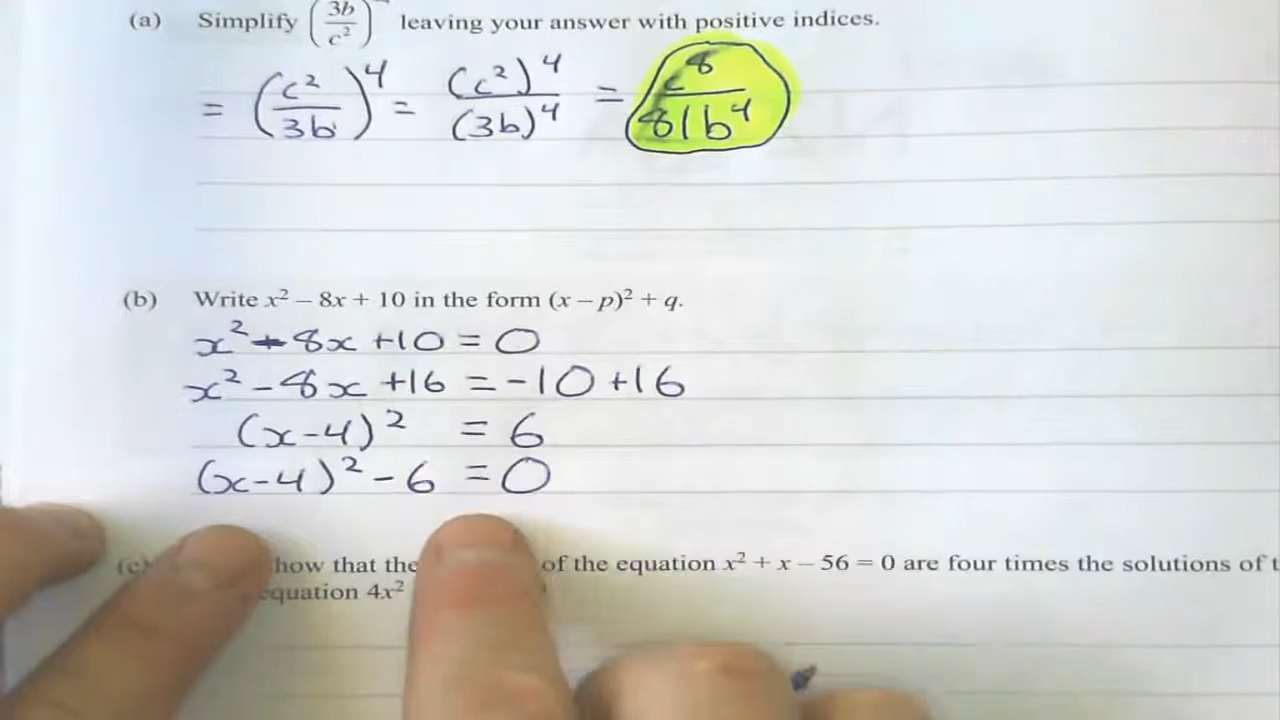 (a) Simplify (3b/c²)⁻ leaving your answer with positive indices.
= (c²/3b)⁴ = (c²)⁴/(3b)⁴ = c⁸/81b⁴
(b) Write x² – 8x + 10 in the form (x – p)² + q.
x² - 8x + 10 = 0
x² - 8x + 16 = -10 + 16
(x-4)² = 6
(x-4)² - 6 = 0
(c) how that the of the equation x² + x – 56 = 0 are four times the solutions of
equation 4x²